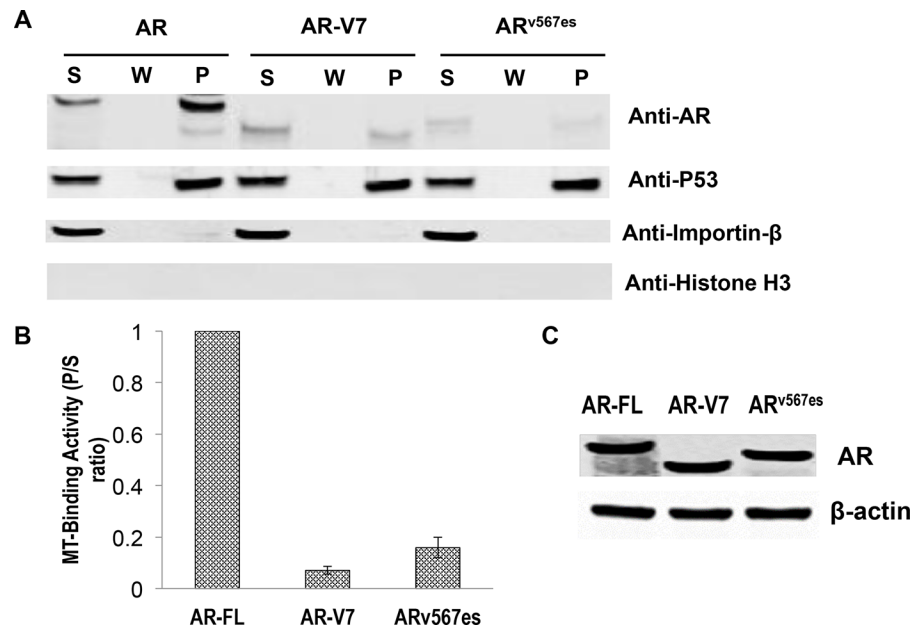 A
AR AR-V7 ARv567es
S W P S W P S W P
Anti-AR
Anti-P53
Anti-Importin-β
Anti-Histone H3
B
MT-Binding Activity (P/S
ratio)
1
0.8
0.6
0.4
0.2
0
AR-FL AR-V7 ARv567es
C
AR-FL AR-V7 ARv567es
AR
β-actin